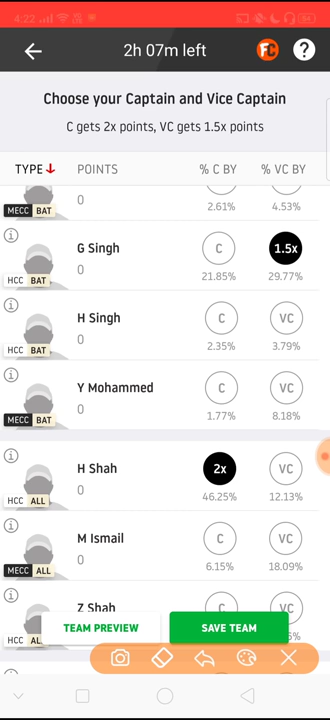 4:22
54
2h 07m left
FC
?
Choose your Captain and Vice Captain
C gets 2x points, VC gets 1.5x points
TYPE POINTS % C BY % VC BY
0 2.61% 4.53%
MECC BAT
G Singh C 1.5x
0 21.85% 29.77%
HCC BAT
H Singh C VC
0 2.35% 3.79%
HCC BAT
Y Mohammed C VC
0 1.77% 8.18%
MECC BAT
H Shah 2x VC
0 46.25% 12.13%
HCC ALL
M Ismail C VC
0 6.15% 18.09%
MECC ALL
Z Shah C VC
HCC
TEAM PREVIEW SAVE TEAM